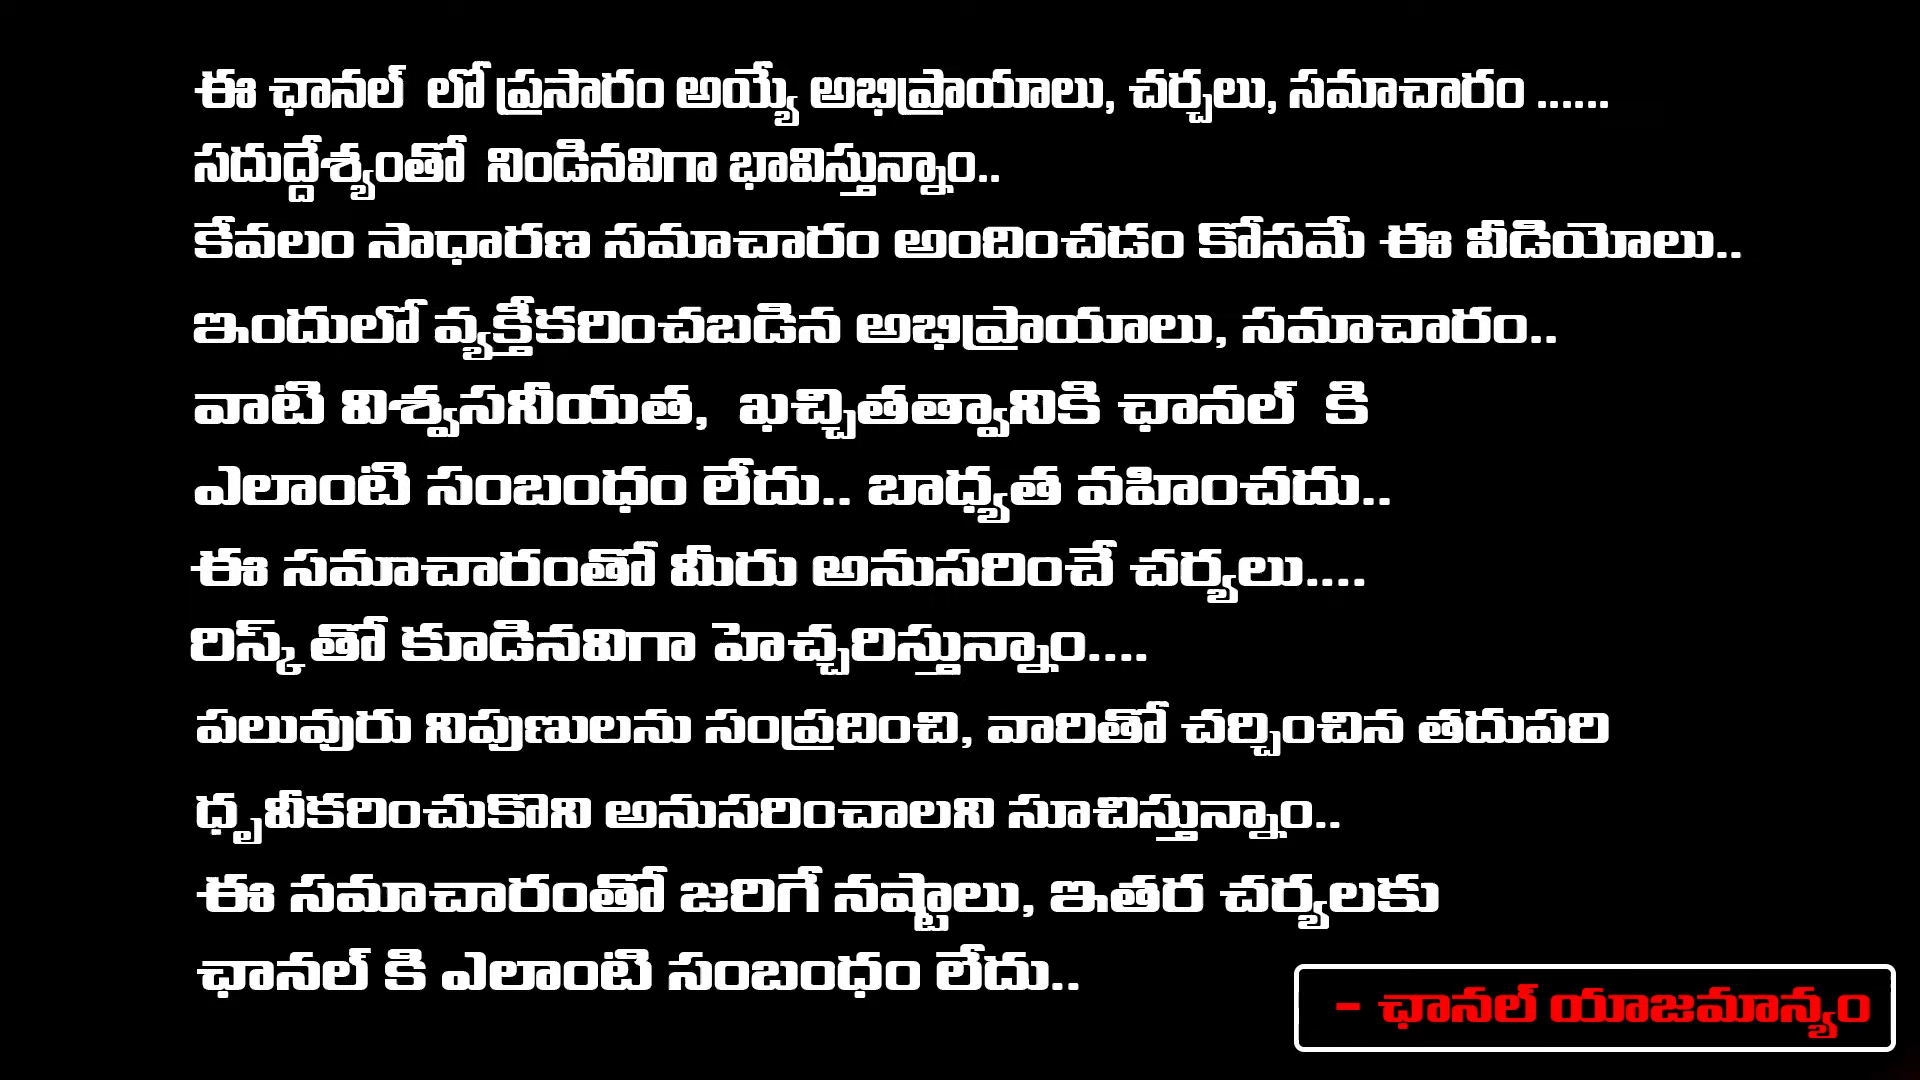 ఈ ఛానల్ లో ప్రసారం అయ్యే అభిప్రాయాలు, చర్చలు, సమాచారం ......
సదుద్దేశ్యంతో నిండినవిగా భావిస్తున్నాం..
కేవలం సాధారణ సమాచారం అందించడం కోసమే ఈ వీడియోలు..
ఇందులో వ్యక్తీకరించబడిన అభిప్రాయాలు, సమాచారం..
వాటి విశ్వసనీయత, ఖచ్చితత్వానికి ఛానల్ కి
ఎలాంటి సంబంధం లేదు.. బాధ్యత వహించదు..
ఈ సమాచారంతో మీరు అనుసరించే చర్యలు....
రిస్క్ తో కూడినవిగా హెచ్చరిస్తున్నాం....
పలువురు నిపుణులను సంప్రదించి, వారితో చర్చించిన తదుపరి
ధృవీకరించుకొని అనుసరించాలని సూచిస్తున్నాం..
ఈ సమాచారంతో జరిగే నష్టాలు, ఇతర చర్యలకు
ఛానల్ కి ఎలాంటి సంబంధం లేదు..
- ఛానల్ యాజమాన్యం